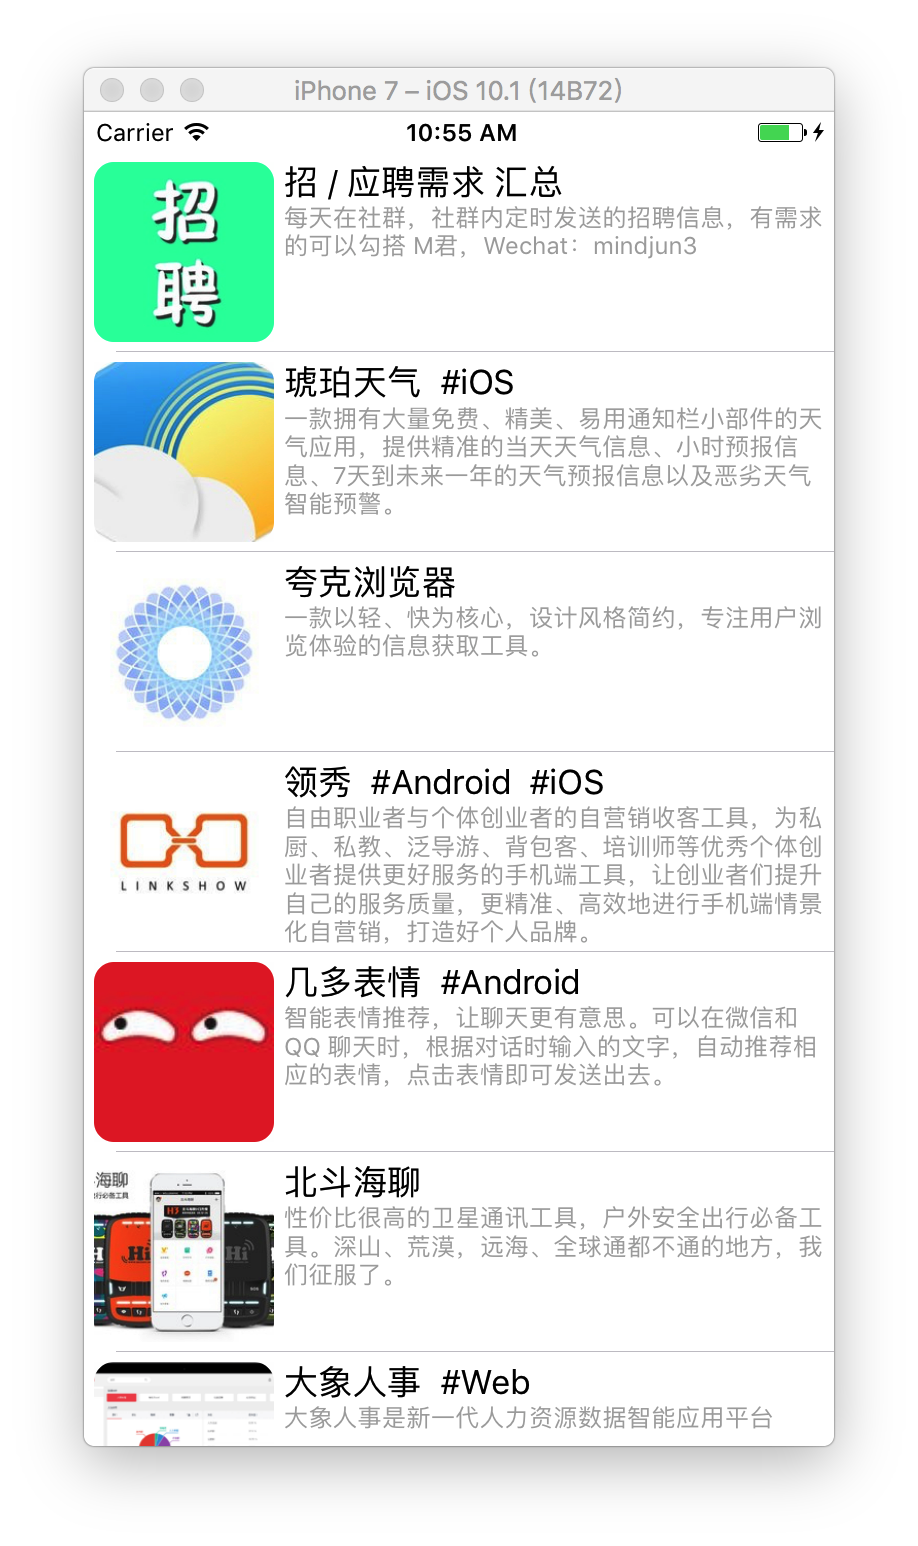 iPhone 7 – iOS 10.1 (14B72)
Carrier 10:55 AM
招
聘
招 / 应聘需求 汇总
每天在社群，社群内定时发送的招聘信息，有需求
的可以勾搭 M君，Wechat：mindjun3
琥珀天气 #iOS
一款拥有大量免费、精美、易用通知栏小部件的天
气应用，提供精准的当天天气信息、小时预报信
息、7天到未来一年的天气预报信息以及恶劣天气
智能预警。
夸克浏览器
一款以轻、快为核心，设计风格简约，专注用户浏
览体验的信息获取工具。
LINKSHOW
领秀 #Android #iOS
自由职业者与个体创业者的自营销收客工具，为私
厨、私教、泛导游、背包客、培训师等优秀个体创
业者提供更好服务的手机端工具，让创业者们提升
自己的服务质量，更精准、高效地进行手机端情景
化自营销，打造好个人品牌。
几多表情 #Android
智能表情推荐，让聊天更有意思。可以在微信和
QQ 聊天时，根据对话时输入的文字，自动推荐相
应的表情，点击表情即可发送出去。
海聊
行必备工具
H3
Hi
Hi
北斗海聊
性价比很高的卫星通讯工具，户外安全出行必备工
具。深山、荒漠，远海、全球通都不通的地方，我
们征服了。
大象人事 #Web
大象人事是新一代人力资源数据智能应用平台